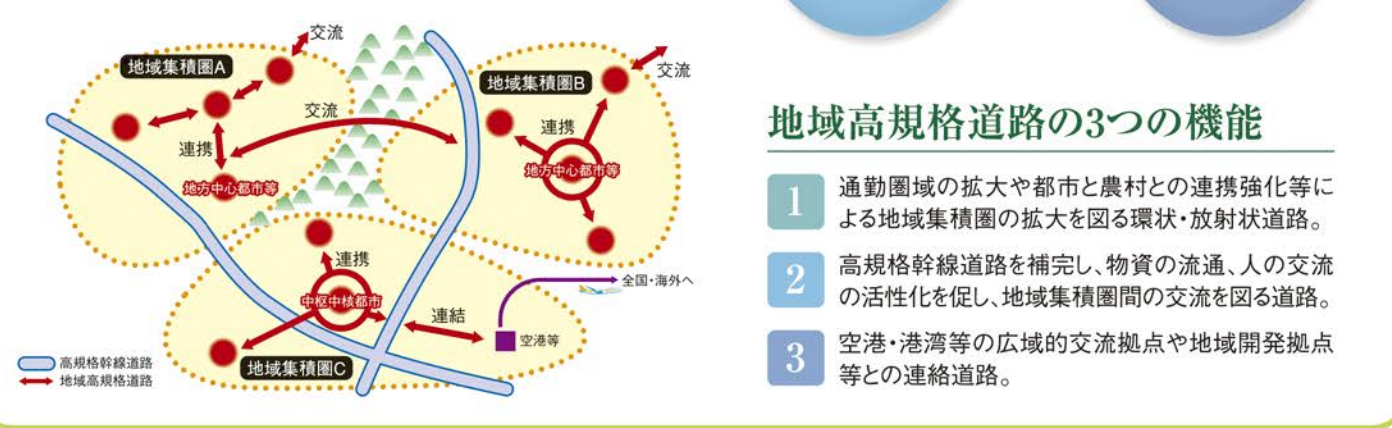 交流
地域集積圏A
交流
地域集積圏B
交流
連携
連携
地方中心都市等
地方中心都市等
連携
全国・海外へ
中枢中核都市
連結
空港等
地域集積圏C
高規格幹線道路
地域高規格道路
地域高規格道路の3つの機能
1 通勤圏域の拡大や都市と農村との連携強化等に
よる地域集積圏の拡大を図る環状・放射状道路。
2 高規格幹線道路を補完し、物資の流通、人の交流
の活性化を促し、地域集積圏間の交流を図る道路。
3 空港・港湾等の広域的交流拠点や地域開発拠点
等との連絡道路。